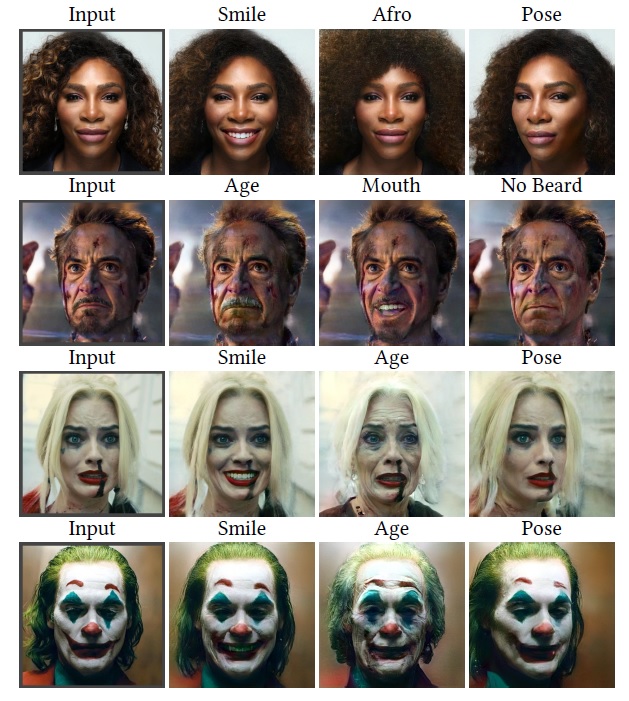 Input Smile Afro Pose
Input Age Mouth No Beard
Input Smile Age Pose
Input Smile Age Pose